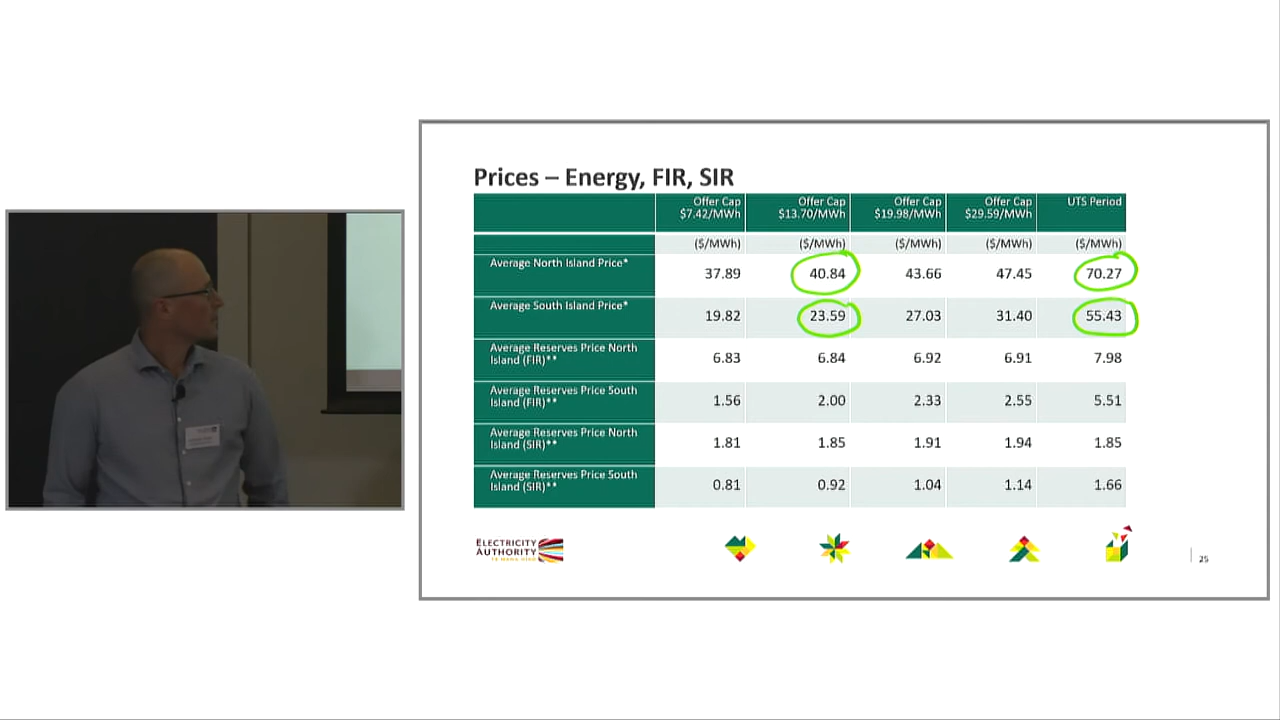 Prices – Energy, FIR, SIR
Offer Cap Offer Cap Offer Cap Offer Cap UTS Period
$7.42/MWh $13.70/MWh $19.98/MWh $29.59/MWh
($/MWh) ($/MWh) ($/MWh) ($/MWh) ($/MWh)
Average North Island Price* 37.89 40.84 43.66 47.45 70.27
Average South Island Price* 19.82 23.59 27.03 31.40 55.43
Average Reserves Price North
Island (FIR)** 6.83 6.84 6.92 6.91 7.98
Average Reserves Price South
Island (FIR)** 1.56 2.00 2.33 2.55 5.51
Average Reserves Price North
Island (SIR)** 1.81 1.85 1.91 1.94 1.85
Average Reserves Price South
Island (SIR)** 0.81 0.92 1.04 1.14 1.66
ELECTRICITY
AUTHORITY
TE MANA HIKO
25